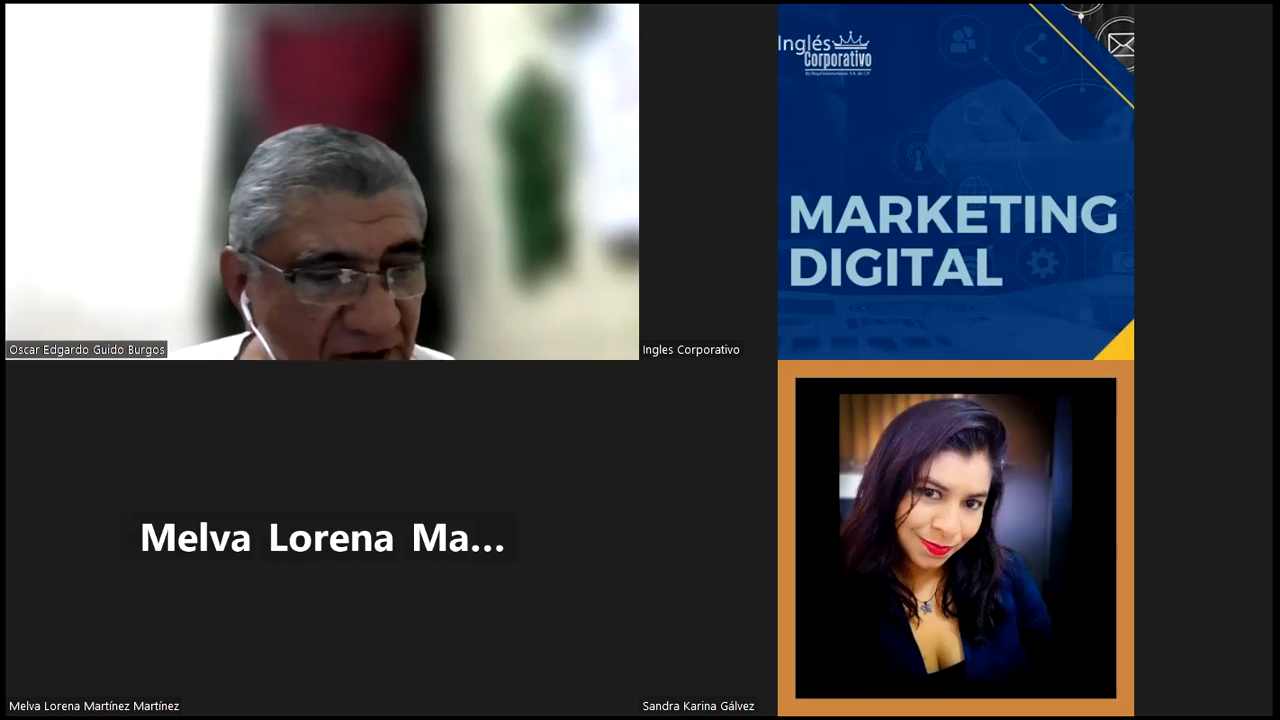 Inglés
Corporativo
MARKETING
DIGITAL
Oscar Edgardo Guido Burgos
Ingles Corporativo
Melva Lorena Ma...
Melva Lorena Martínez Martínez
Sandra Karina Gálvez